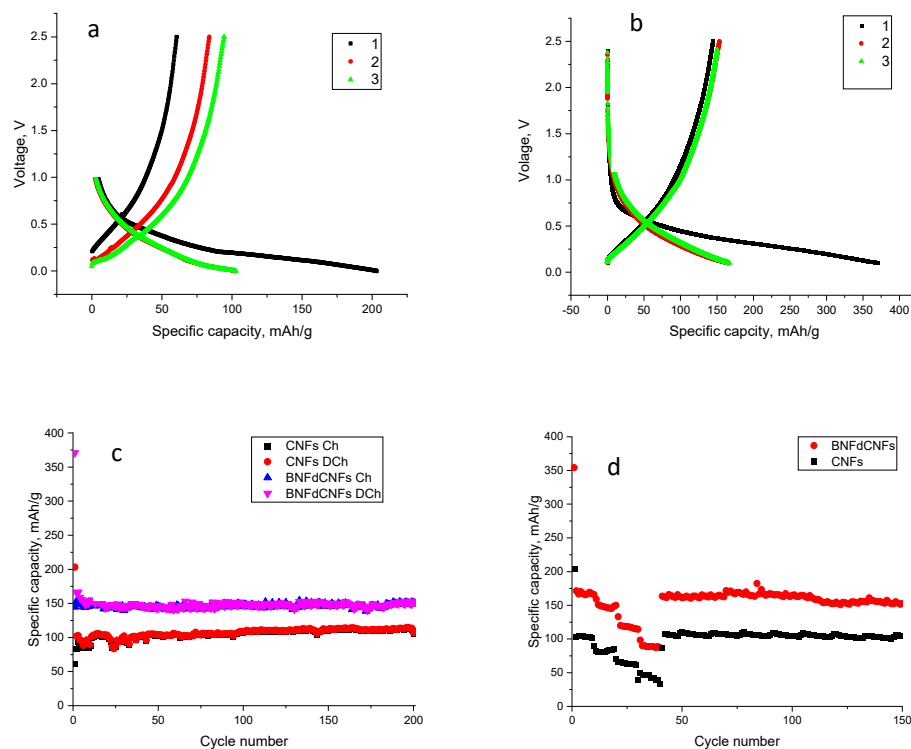 a
1
2
3
2.5
2.0
1.5
1.0
0.5
0.0
Voltage, V
0 50 100 150 200
Specific capacity, mAh/g
b
1
2
3
2.5
2.0
1.5
1.0
0.5
0.0
Volage, V
-50 0 50 100 150 200 250 300 350 400
Specific capcity, mAh/g
c
CNFs Ch
CNFs DCh
BNFdCNFs Ch
BNFdCNFs DCh
400
350
300
250
200
150
100
50
0
Specific capacity, mAh/g
0 50 100 150 200
Cycle number
d
BNFdCNFs
CNFs
400
350
300
250
200
150
100
50
0
Specific capacity, mAh/g
0 50 100 150
Cycle number